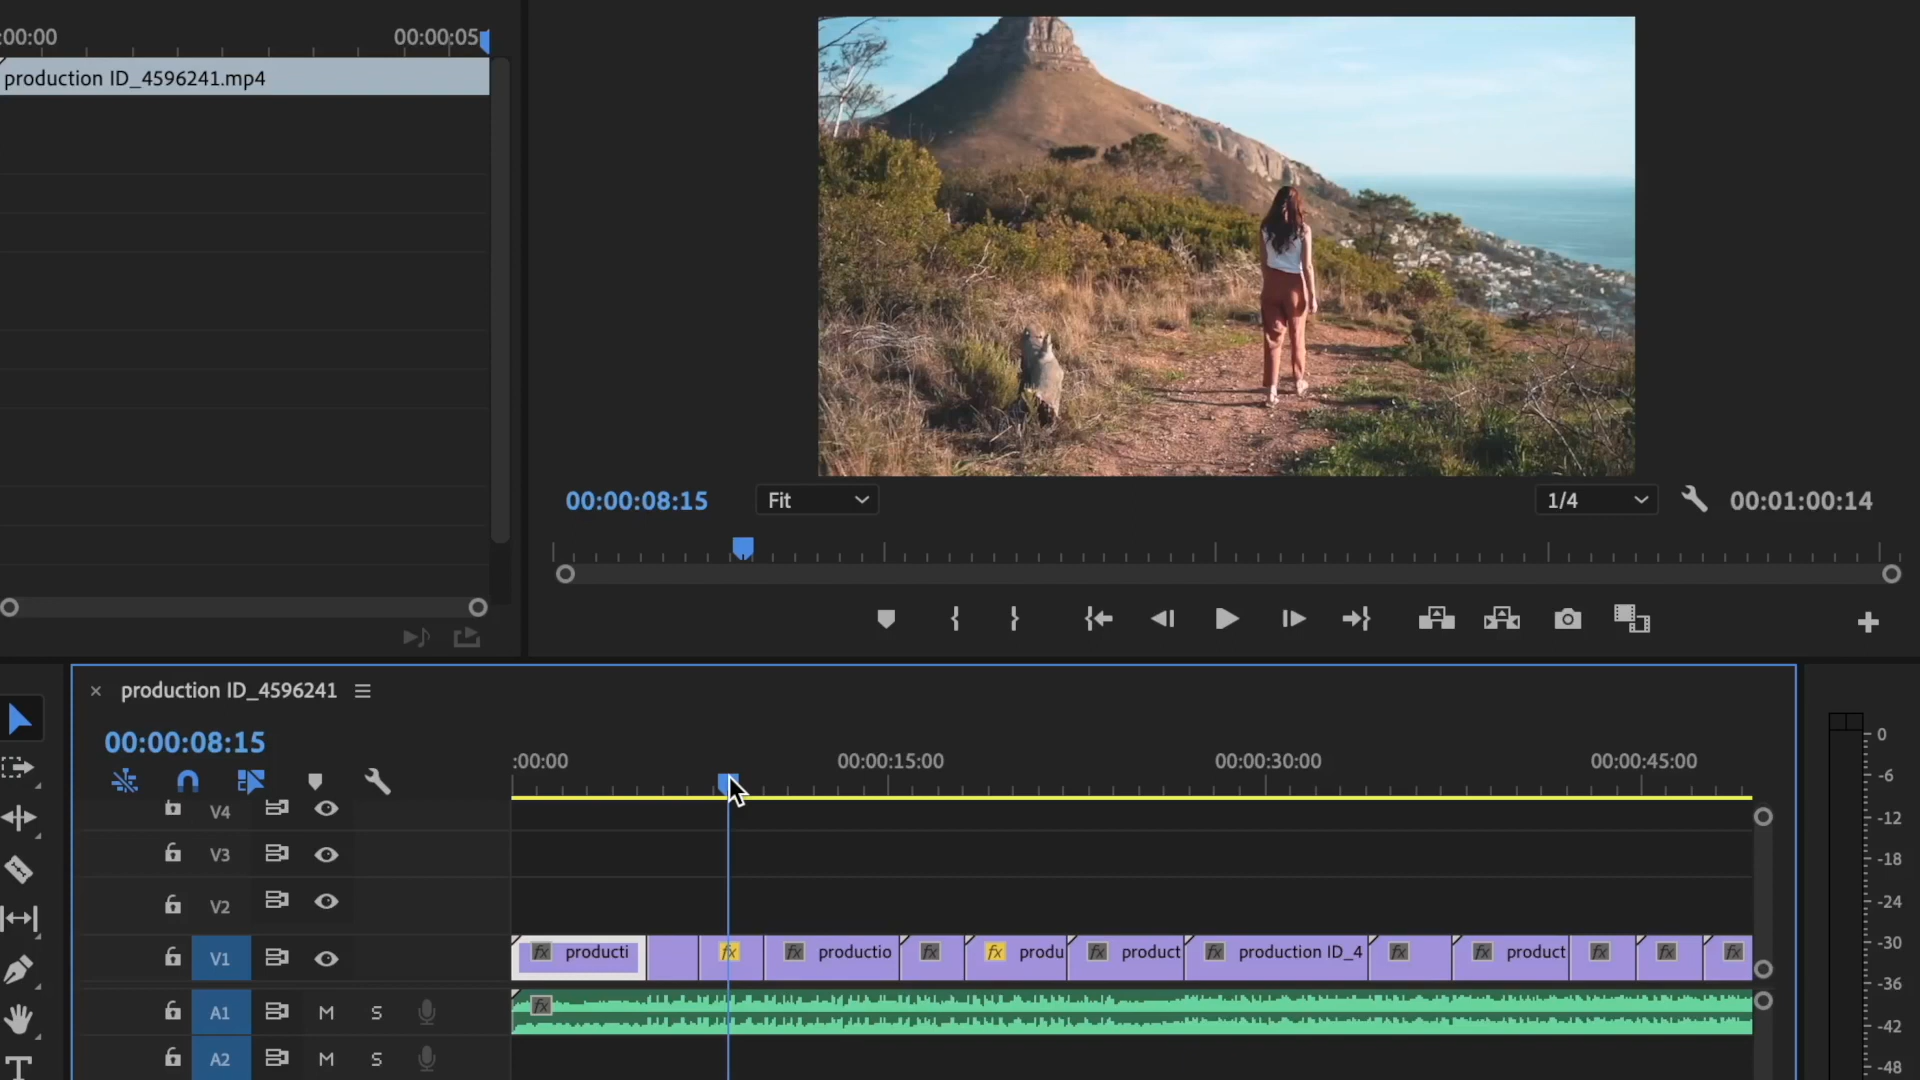 :00:00
00:00:05
production ID_4596241.mp4
00:00:08:15
Fit
1/4
00:01:00:14
production ID_4596241
00:00:08:15
:00:00
00:00:15:00
00:00:30:00
00:00:45:00
V4
V3
V2
V1
fx producti
fx
fx productio
fx
fx produ
fx product
fx production ID_4
fx
fx product
fx
fx
fx
A1
M
S
fx
A2
M
S
0
-6
-12
-18
-24
-30
-36
-42
-48